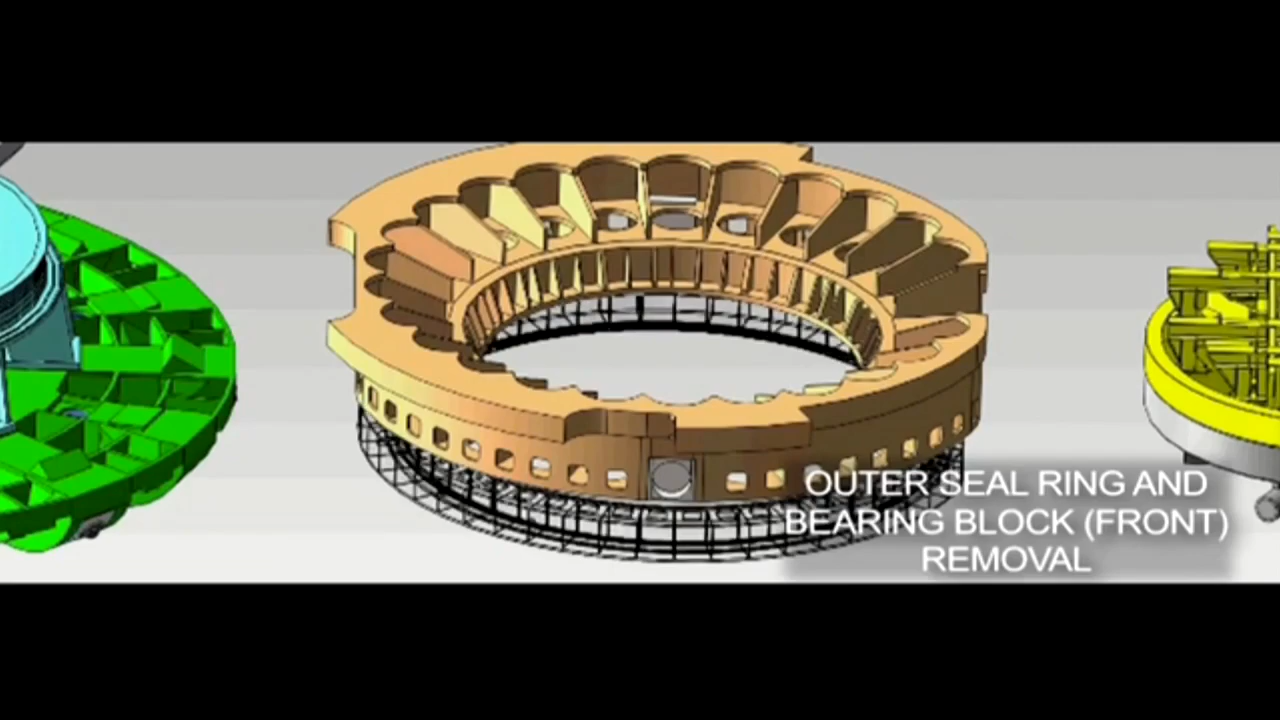 OUTER SEAL RING AND
BEARING BLOCK (FRONT)
REMOVAL